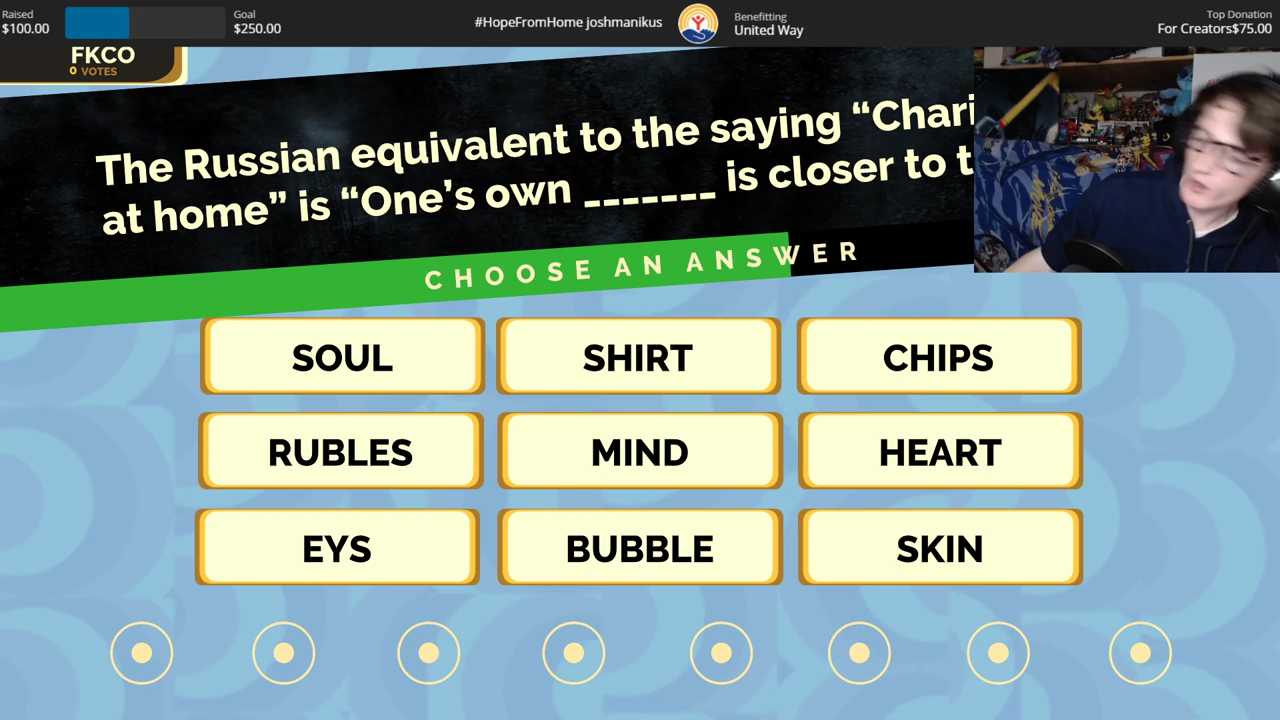 Raised
$100.00
Goal
$250.00
#HopeFromHome joshmanikus
Benefitting
United Way
Top Donation
For Creators$75.00
FKCO
0 VOTES
The Russian equivalent to the saying “Chari
at home” is “One’s own _______ is closer to t
CHOOSE AN ANSWER
SOUL
SHIRT
CHIPS
RUBLES
MIND
HEART
EYS
BUBBLE
SKIN